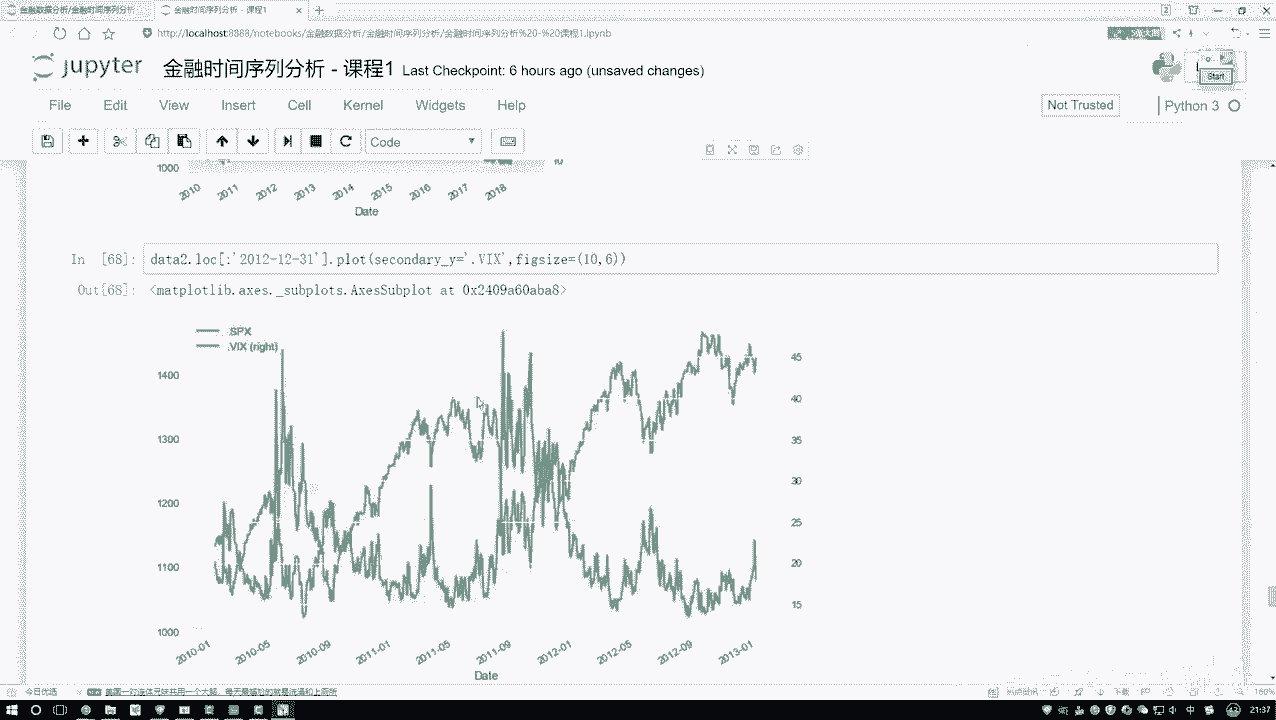 金融数据分析/金融时间序列分析
金融时间序列分析 - 课程1
http://localhost:8888/notebooks/金融数据分析/金融时间序列分析/金融时间序列分析%20-%20课程1.ipynb
jupyter 金融时间序列分析 - 课程1 Last Checkpoint: 6 hours ago (unsaved changes)
Start
File Edit View Insert Cell Kernel Widgets Help
Not Trusted
Python 3
Code
1000
10
2010 2011 2012 2013 2014 2015 2016 2017 2018
Date
In [68]: data2.loc[:'2012-12-31'].plot(secondary_y='.VIX',figsize=(10,6))
Out[68]: <matplotlib.axes._subplots.AxesSubplot at 0x2409a60aba8>
.SPX
.VIX (right)
45
1400
40
1300
35
30
1200
25
1100
20
15
1000
2010-01 2010-05 2010-09 2011-01 2011-05 2011-09 2012-01 2012-05 2012-09 2013-01
Date
今日优选
下载
160%
中
21:37